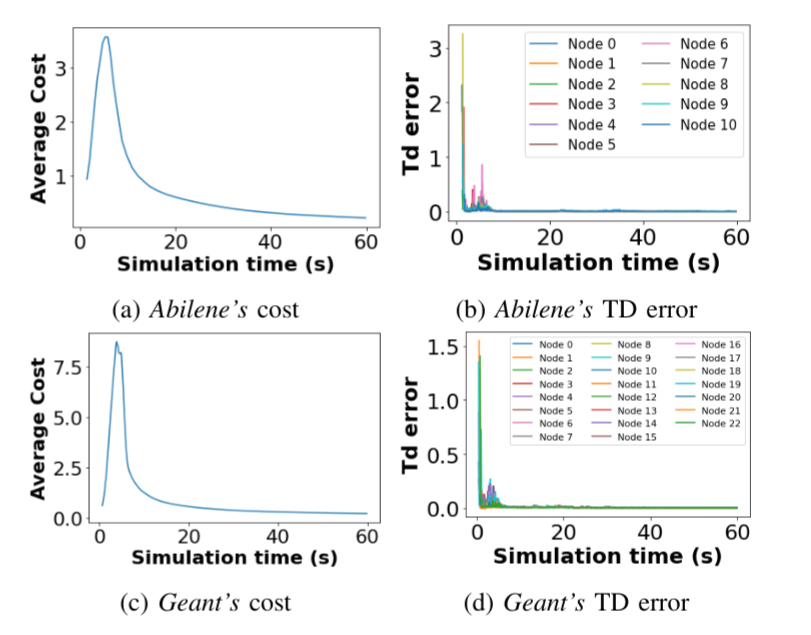 Average Cost
3
2
1
0 20 40 60
Simulation time (s)
(a) Abilene's cost
Td error
3
2
1
0
Node 0 Node 6
Node 1 Node 7
Node 2 Node 8
Node 3 Node 9
Node 4 Node 10
Node 5
0 20 40 60
Simulation time (s)
(b) Abilene's TD error
Average Cost
7.5
5.0
2.5
0.0
0 20 40 60
Simulation time (s)
(c) Geant's cost
Td error
1.5
1.0
0.5
0.0
Node 0 Node 8 Node 16
Node 1 Node 9 Node 17
Node 2 Node 10 Node 18
Node 3 Node 11 Node 19
Node 4 Node 12 Node 20
Node 5 Node 13 Node 21
Node 6 Node 14 Node 22
Node 7 Node 15
0 20 40 60
Simulation time (s)
(d) Geant's TD error